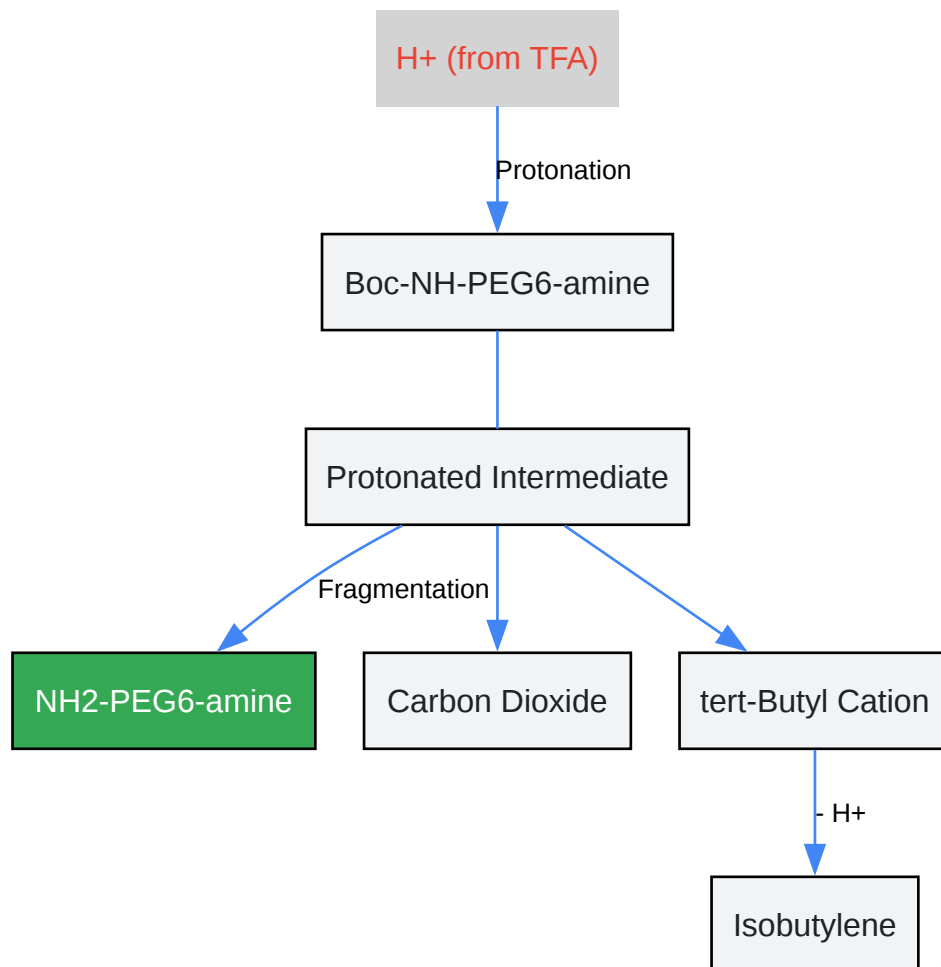 H+ (from TFA)
Protonation
Boc-NH-PEG6-amine
Protonated Intermediate
Fragmentation
NH2-PEG6-amine
Carbon Dioxide
tert-Butyl Cation
- H+
Isobutylene